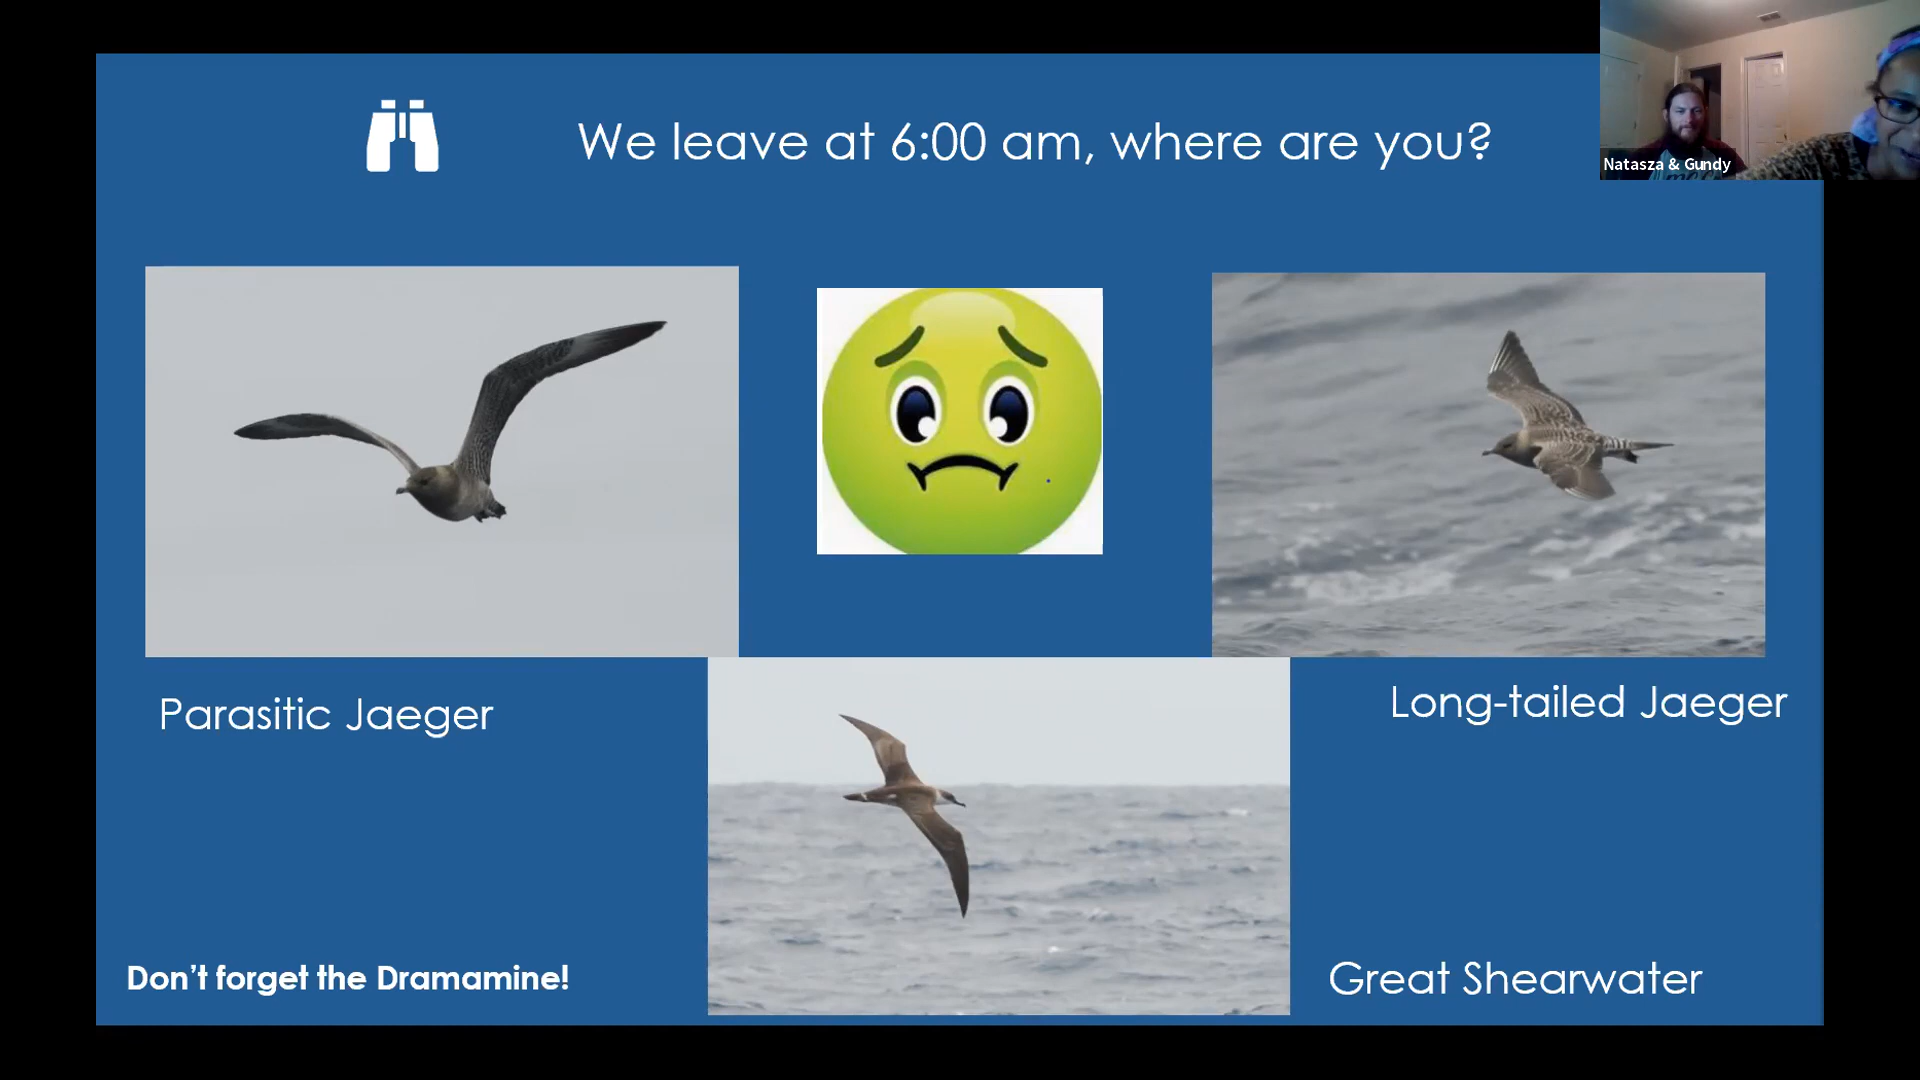 We leave at 6:00 am, where are you?
Natasza & Gundy
Parasitic Jaeger
Long-tailed Jaeger
Don't forget the Dramamine!
Great Shearwater